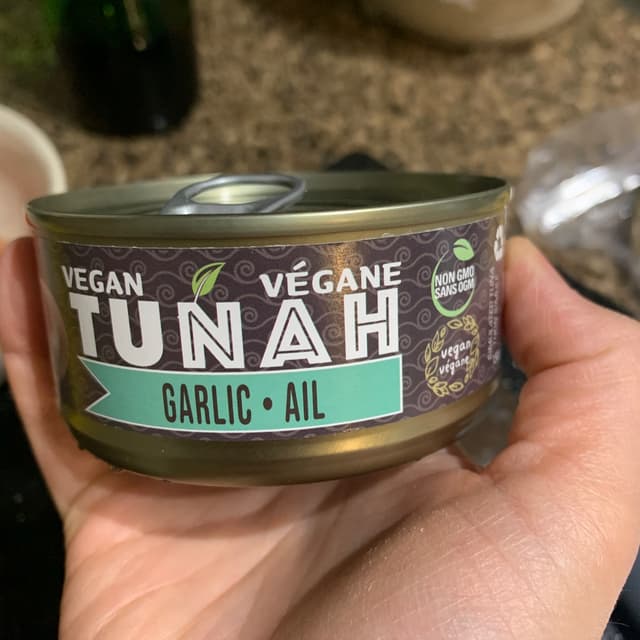 VEGAN VÉGANE
TUNAH
GARLIC • AIL
NON GMO
SANS OGM
vegan
végane